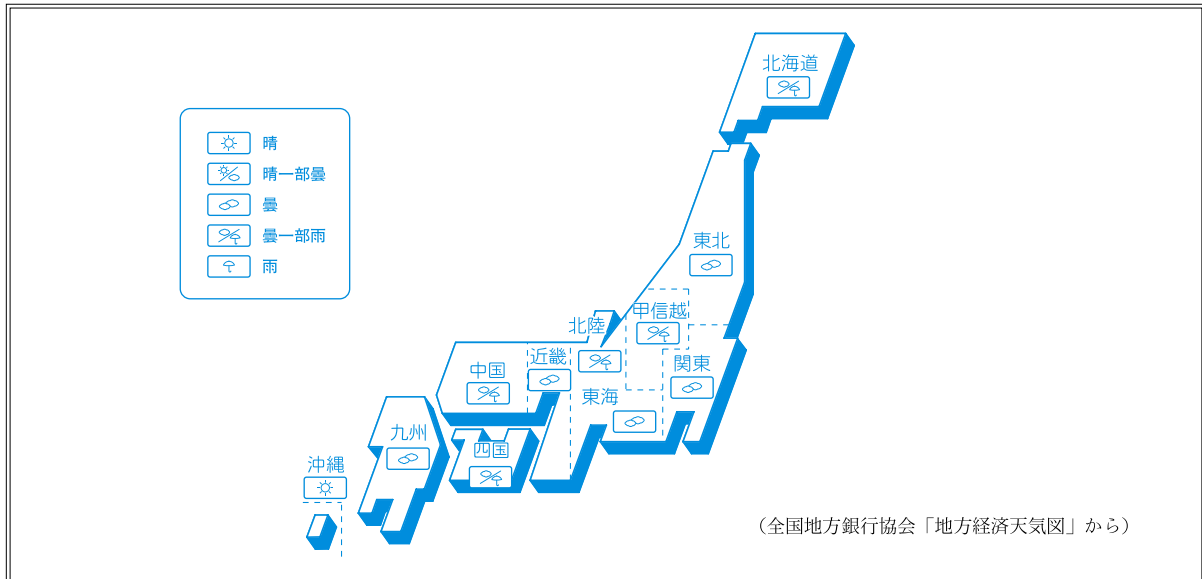 北海道
晴
晴一部曇
曇
曇一部雨
雨
東北
甲信越
北陸
近畿
関東
中国
東海
九州
四国
沖縄
(全国地方銀行協会「地方経済天気図」から)